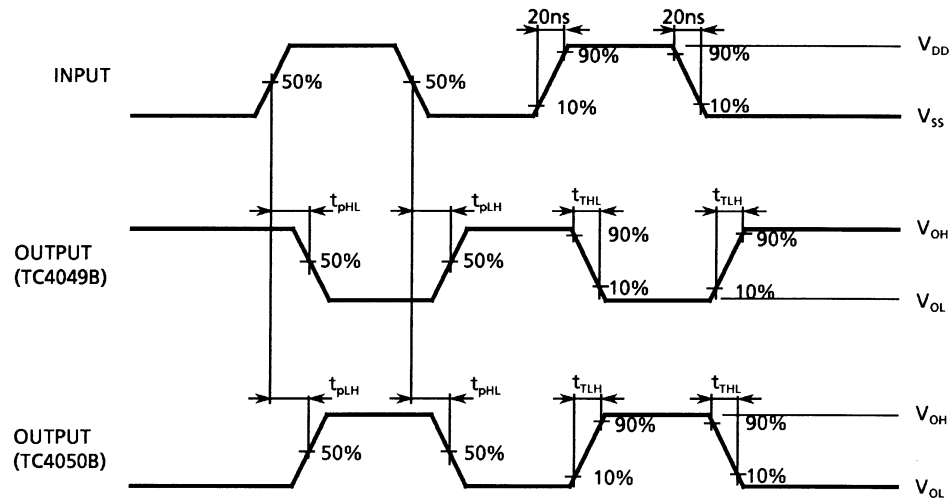 20ns 20ns
INPUT 50% 50% 90% 10% 90% 10% V_DD
V_SS
t_pHL t_pLH t_THL t_TLH
OUTPUT
(TC4049B)
50% 50% 90% 10% 90% 10% V_OH
V_OL
t_pLH t_pHL t_TLH t_THL
OUTPUT
(TC4050B)
50% 50% 90% 10% 90% 10% V_OH
V_OL